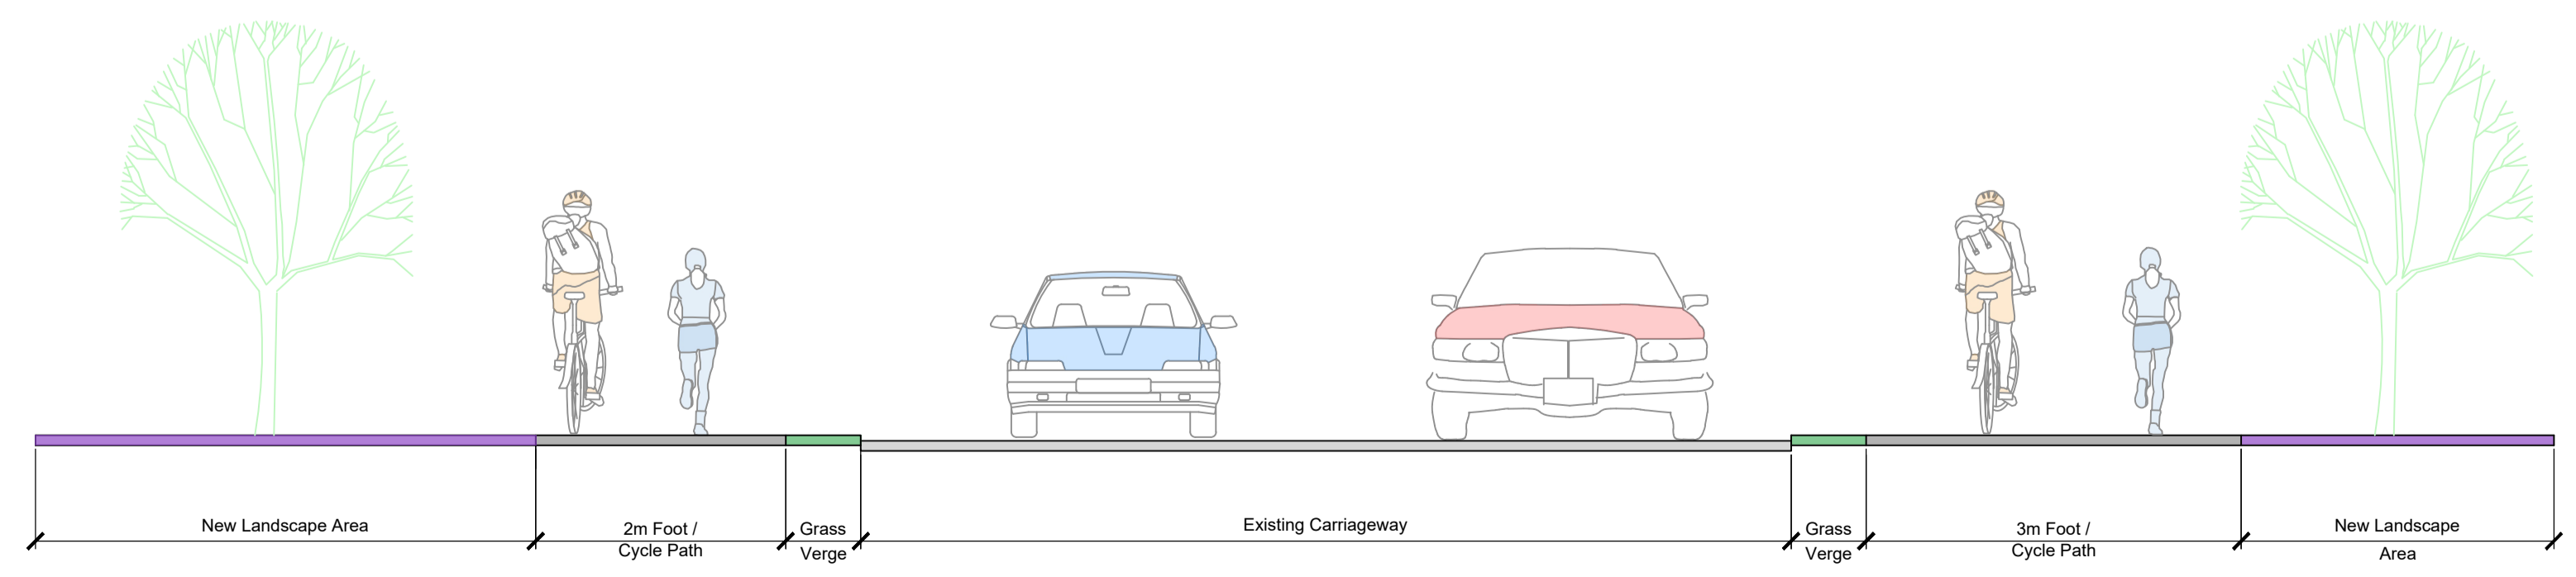 New Landscape Area
2m Foot /
Cycle Path
Grass
Verge
Existing Carriageway
Grass
Verge
3m Foot /
Cycle Path
New Landscape
Area